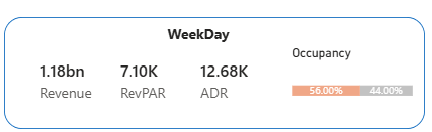 WeekDay
Occupancy
1.18bn 7.10K 12.68K
Revenue RevPAR ADR
56.00% 44.00%